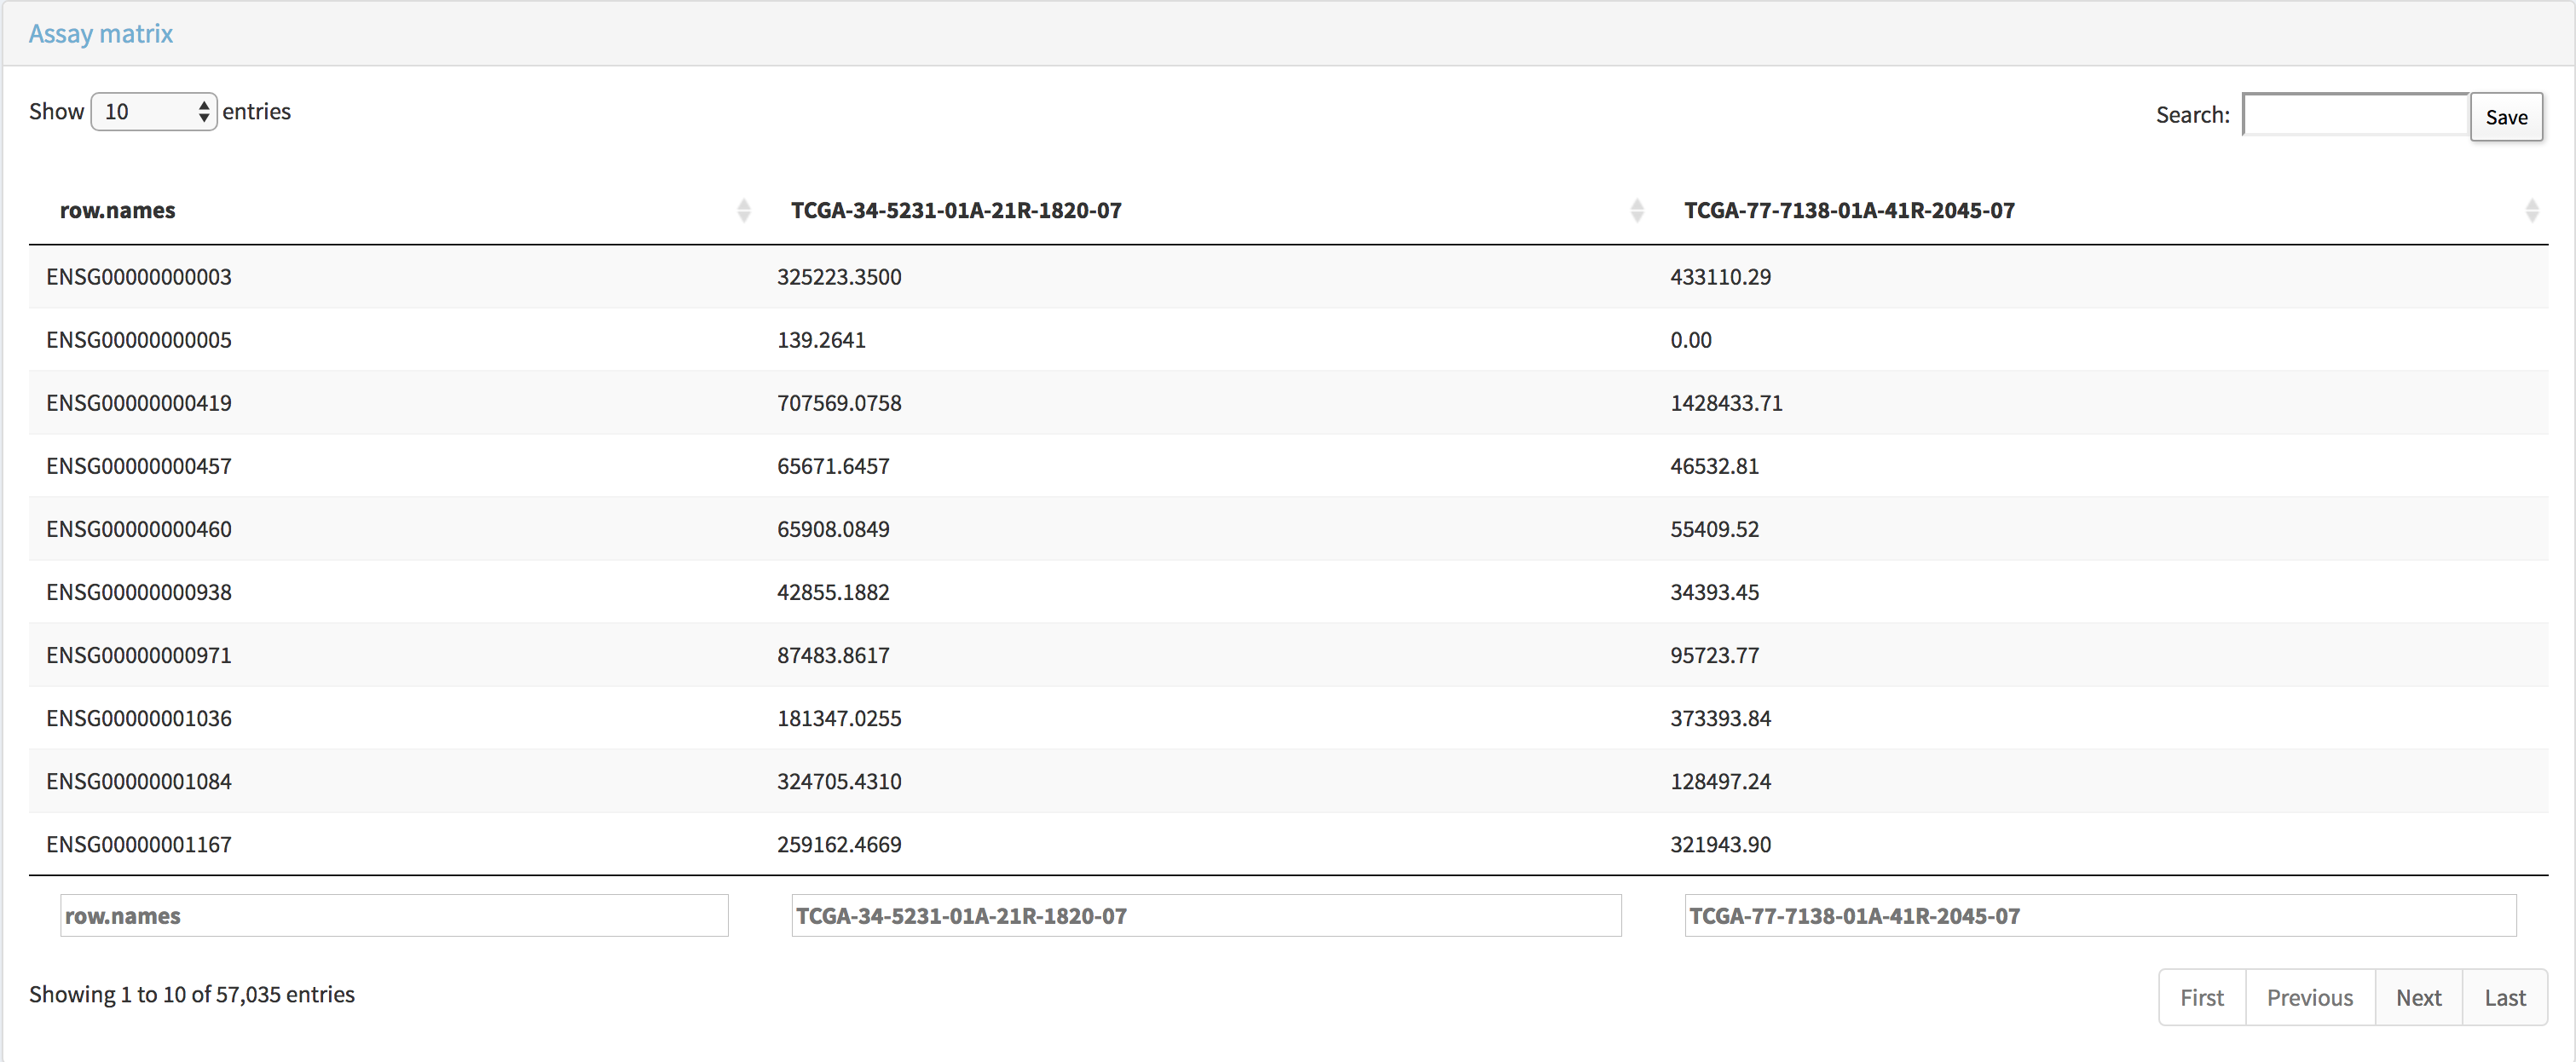 Assay matrix
Show 10 entries Search: Save
row.names TCGA-34-5231-01A-21R-1820-07 TCGA-77-7138-01A-41R-2045-07
ENSG00000000003 325223.3500 433110.29
ENSG00000000005 139.2641 0.00
ENSG00000000419 707569.0758 1428433.71
ENSG00000000457 65671.6457 46532.81
ENSG00000000460 65908.0849 55409.52
ENSG00000000938 42855.1882 34393.45
ENSG00000000971 87483.8617 95723.77
ENSG00000001036 181347.0255 373393.84
ENSG00000001084 324705.4310 128497.24
ENSG00000001167 259162.4669 321943.90
row.names TCGA-34-5231-01A-21R-1820-07 TCGA-77-7138-01A-41R-2045-07
Showing 1 to 10 of 57,035 entries First Previous Next Last